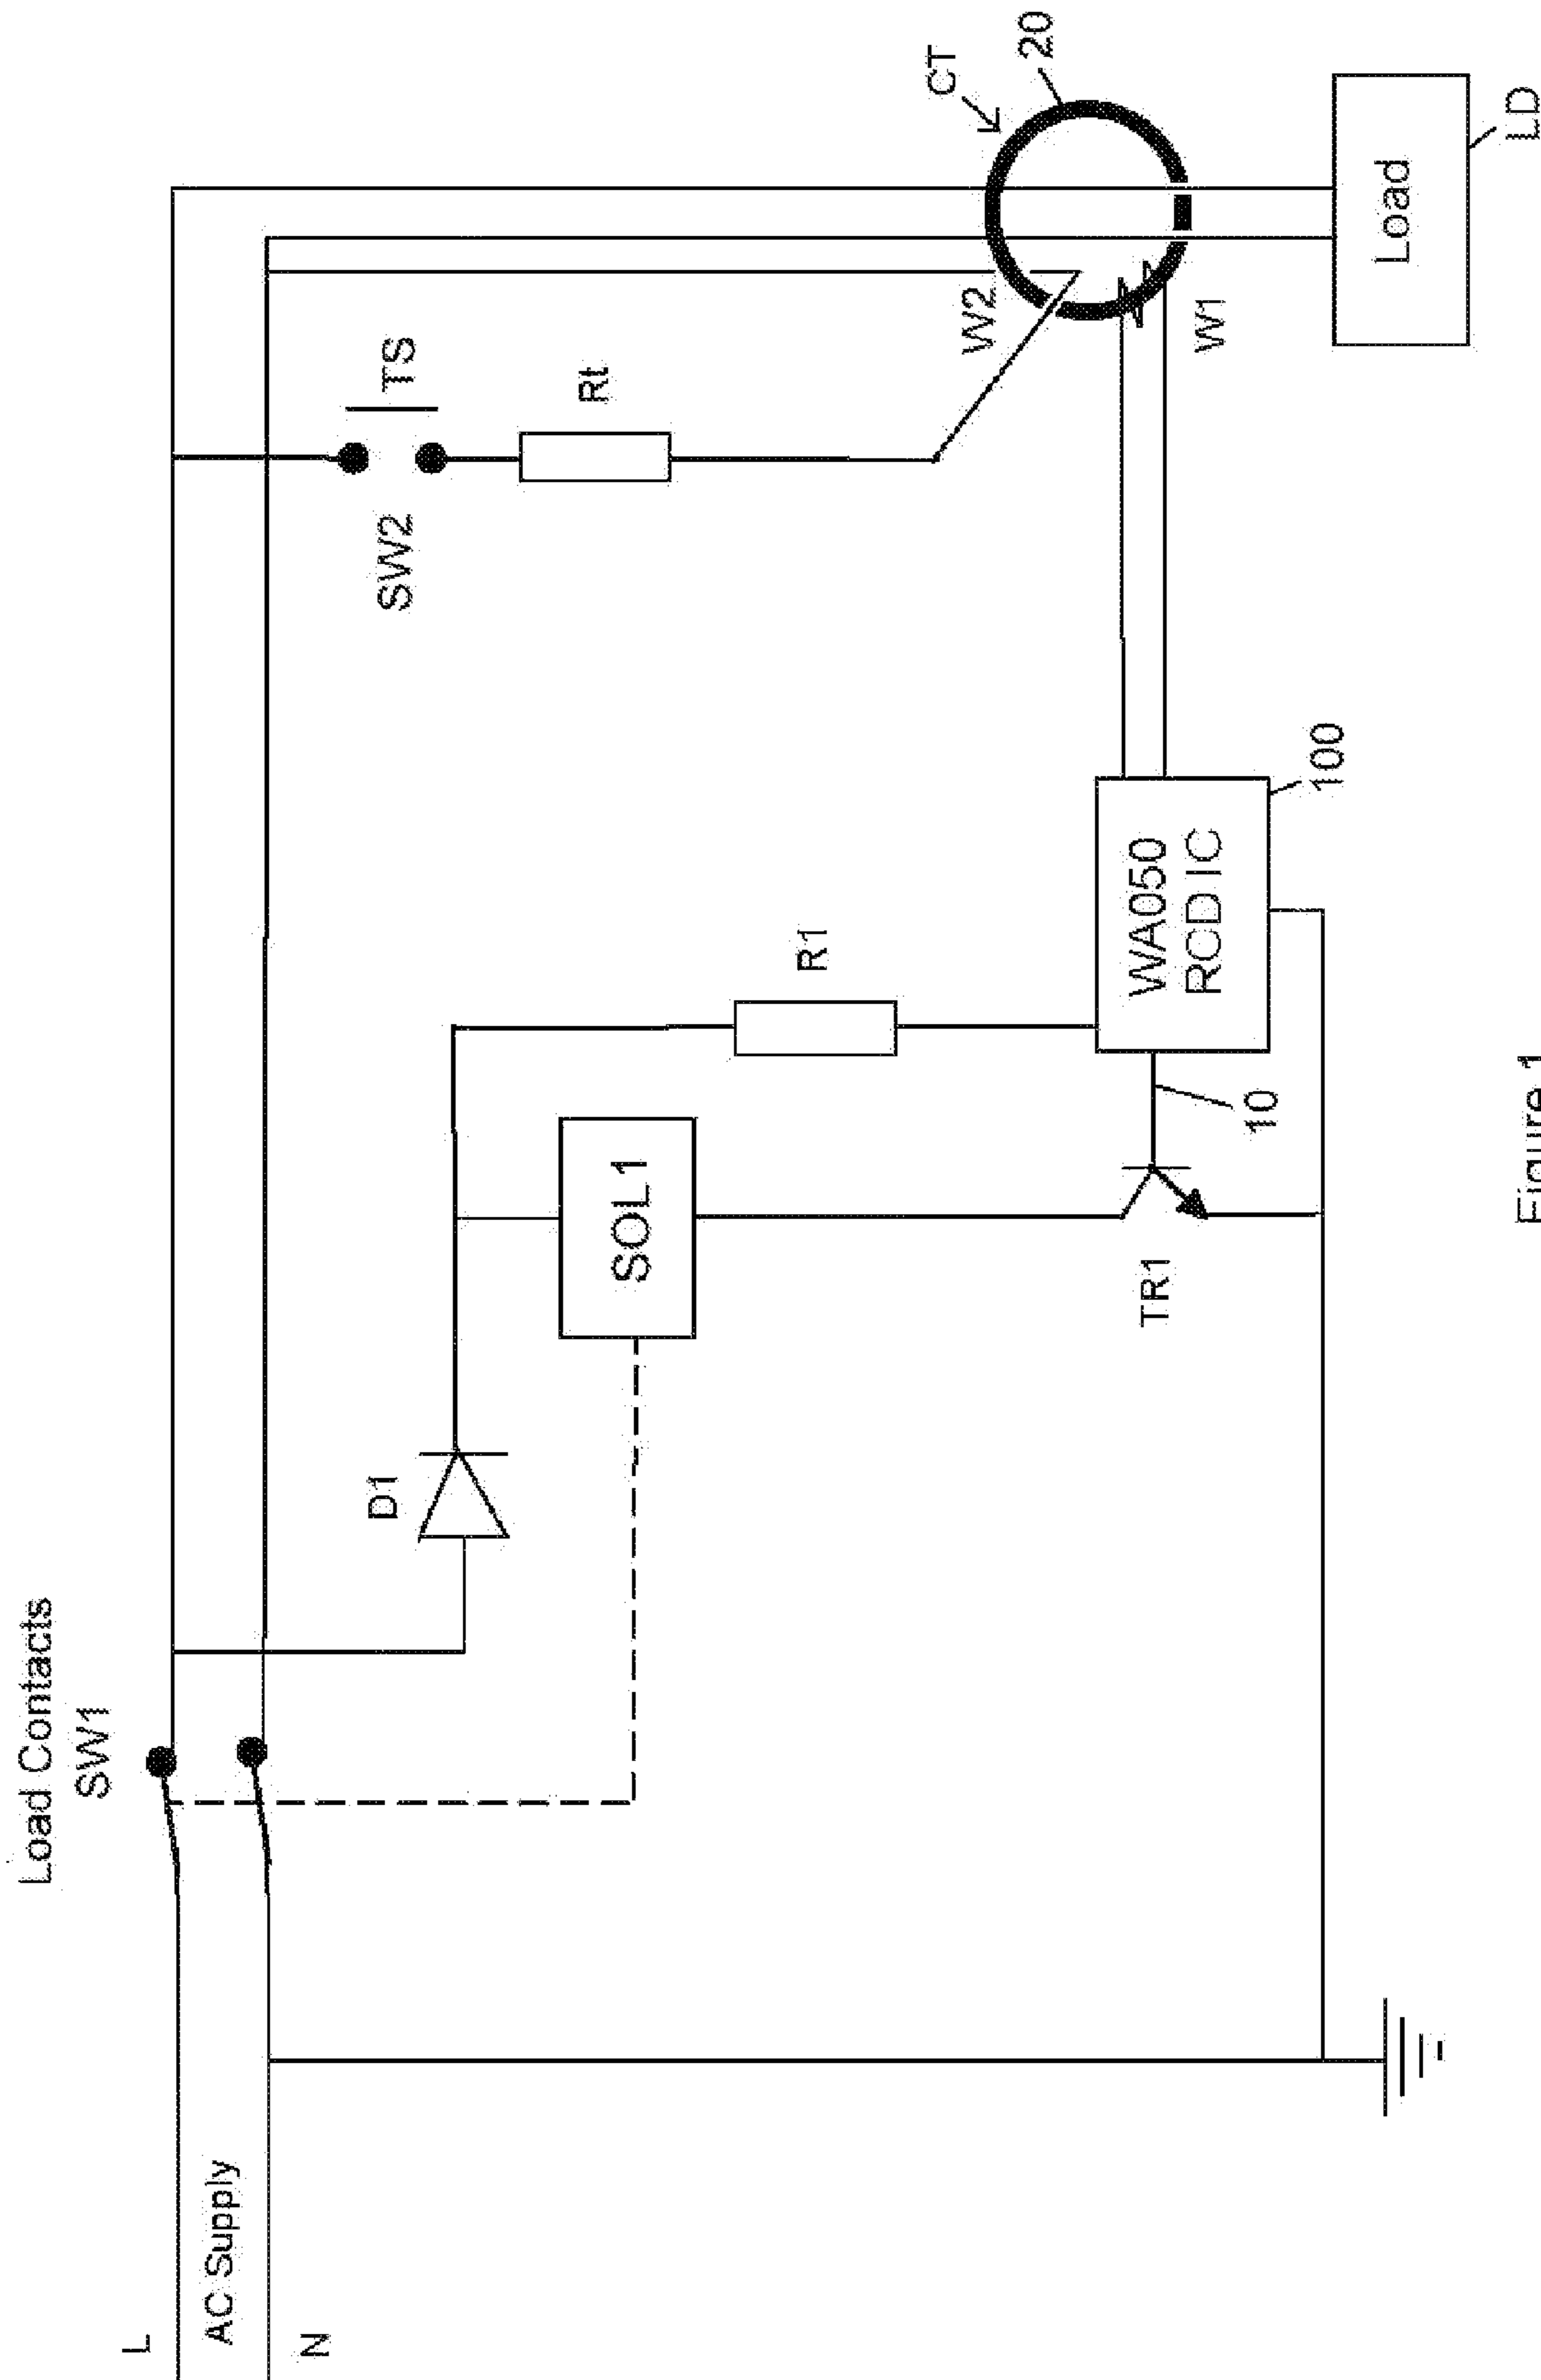 Load Contacts
SW1
L
AC Supply
N
D1
SOL1
R1
TR1
10
WA050
RCD IC
100
SW2
TS
Rt
W2
W1
CT
20
Load
LD
Figure 1